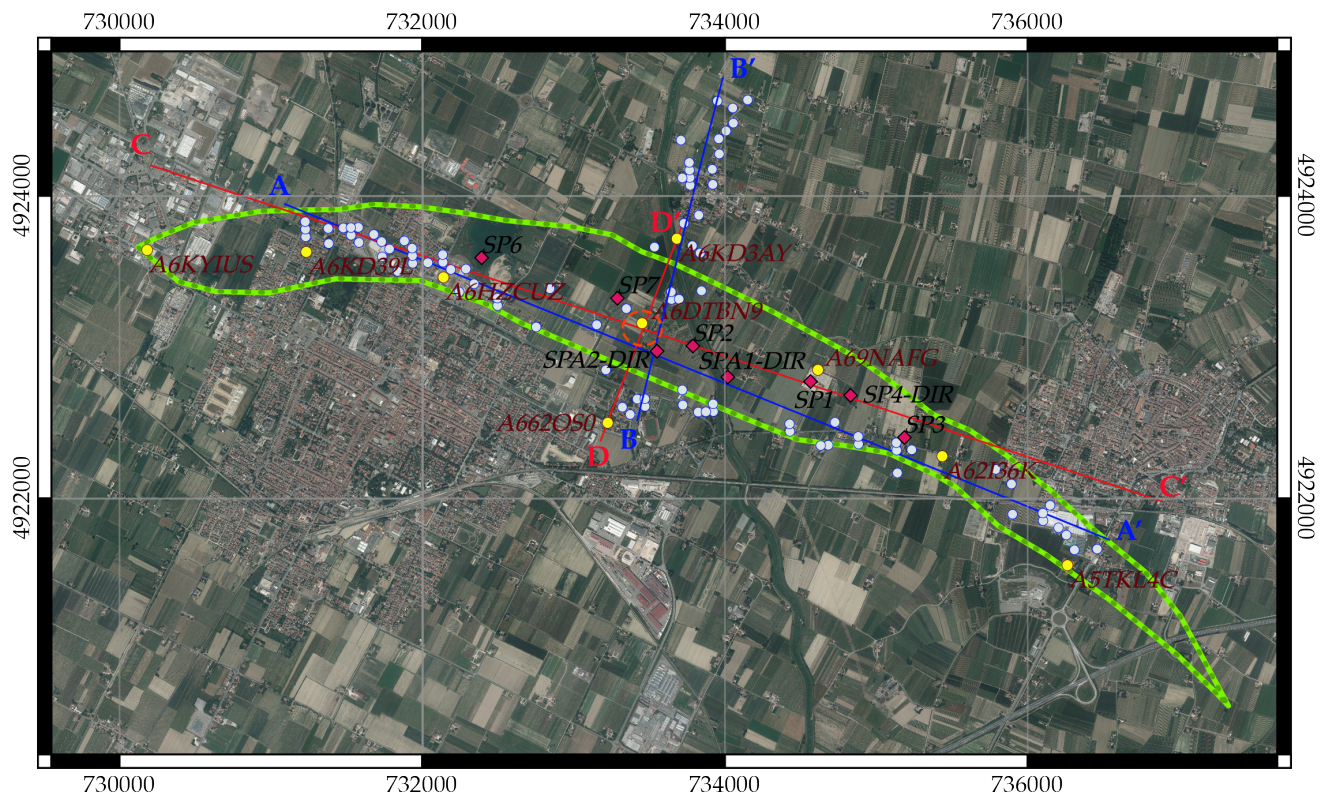 730000 732000 734000 736000
B′
C
4924000
4924000
A
D′
SP6
A6KD3AY
A6KYIUS
A6KD39L
SP7
A6HZCUZ
A6DTBN9
SP2
SPA2-DIR
SPA1-DIR
A69NAFG
SP1
SP4-DIR
A662OS0
SP3
B
D
A62I36K
C′
4922000
4922000
A′
A5TKL4C
730000 732000 734000 736000